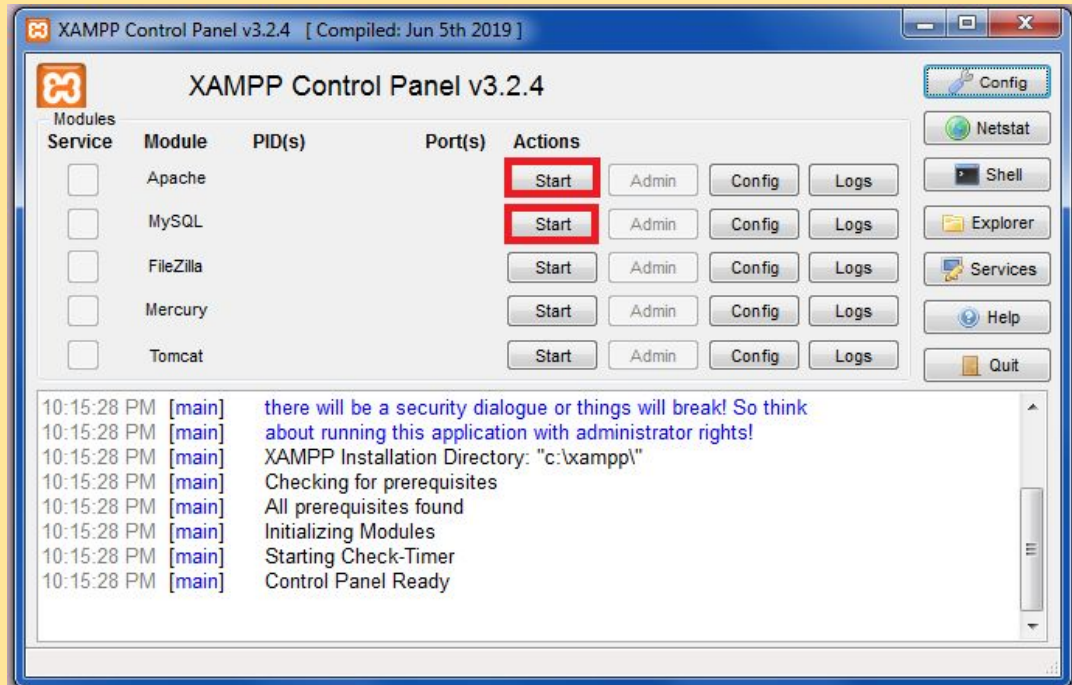 XAMPP Control Panel v3.2.4 [ Compiled: Jun 5th 2019 ]
XAMPP Control Panel v3.2.4
Config
Modules
Netstat
Service Module PID(s) Port(s) Actions
Apache Start Admin Config Logs
Shell
MySQL Start Admin Config Logs
Explorer
FileZilla Start Admin Config Logs
Services
Mercury Start Admin Config Logs
Help
Tomcat Start Admin Config Logs
Quit
10:15:28 PM [main] there will be a security dialogue or things will break! So think
10:15:28 PM [main] about running this application with administrator rights!
10:15:28 PM [main] XAMPP Installation Directory: "c:\xampp\"
10:15:28 PM [main] Checking for prerequisites
10:15:28 PM [main] All prerequisites found
10:15:28 PM [main] Initializing Modules
10:15:28 PM [main] Starting Check-Timer
10:15:28 PM [main] Control Panel Ready